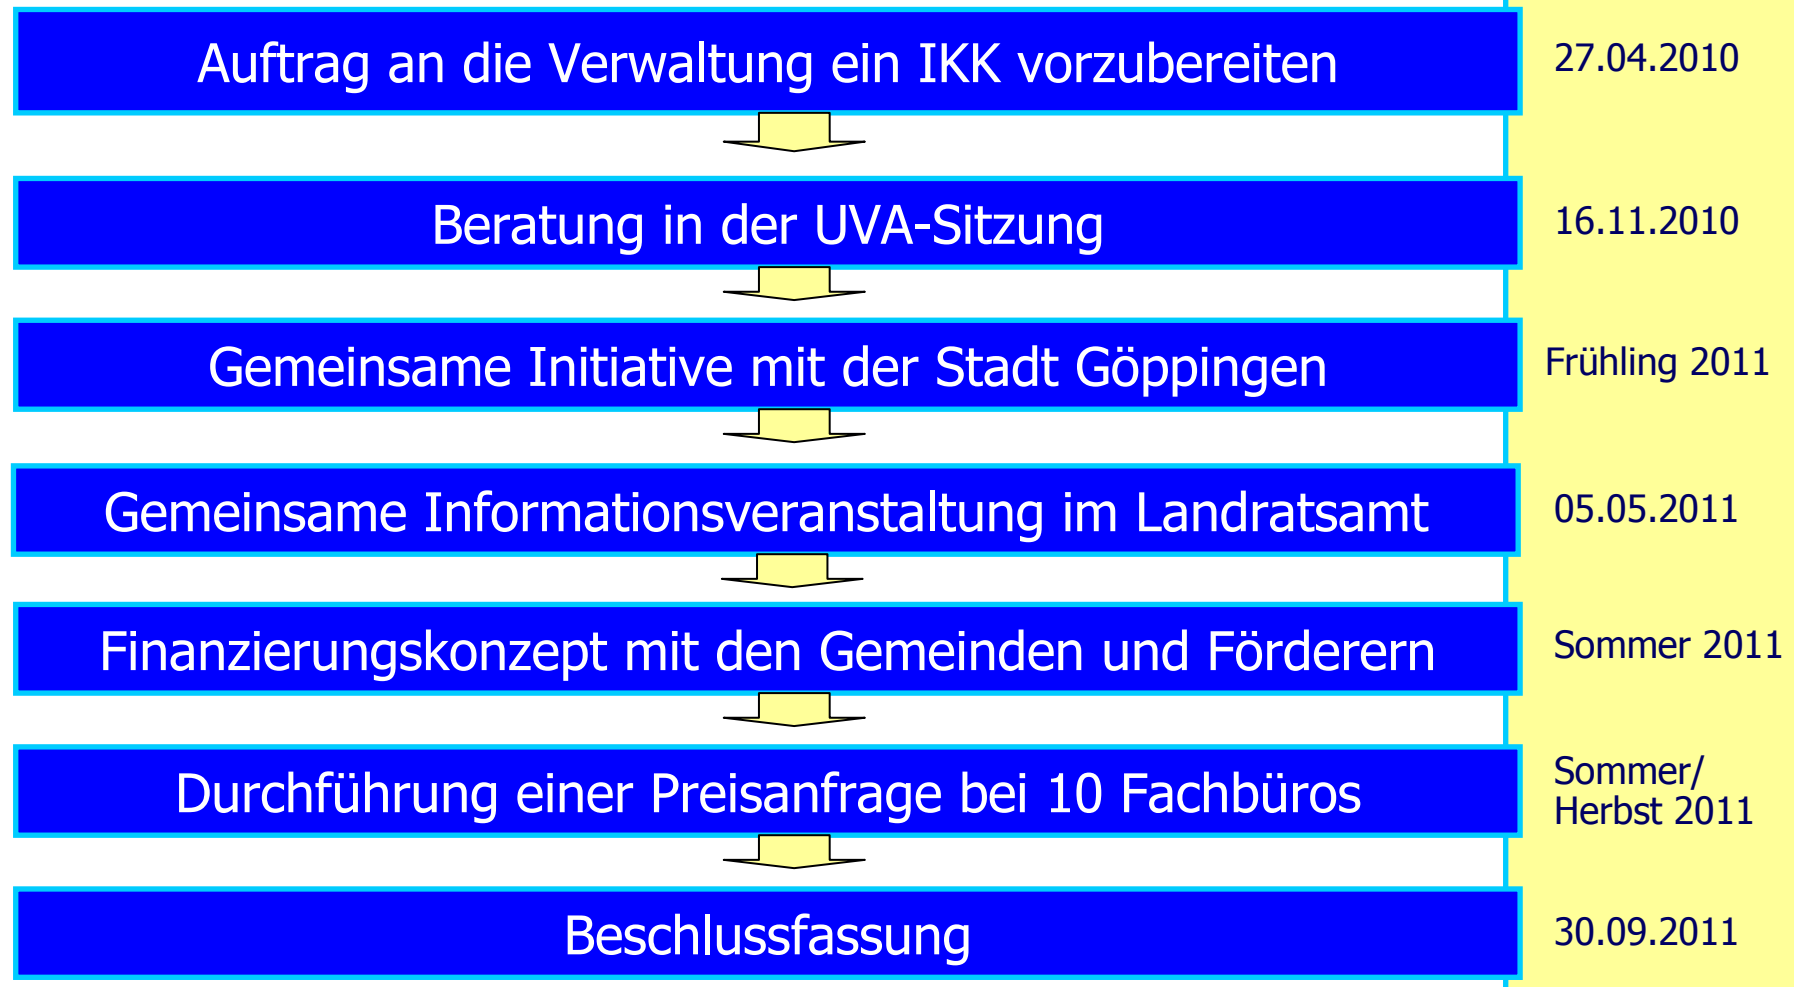 Auftrag an die Verwaltung ein IKK vorzubereiten
27.04.2010
Beratung in der UVA-Sitzung
16.11.2010
Gemeinsame Initiative mit der Stadt Göppingen
Frühling 2011
Gemeinsame Informationsveranstaltung im Landratsamt
05.05.2011
Finanzierungskonzept mit den Gemeinden und Förderern
Sommer 2011
Durchführung einer Preisanfrage bei 10 Fachbüros
Sommer/
Herbst 2011
Beschlussfassung
30.09.2011